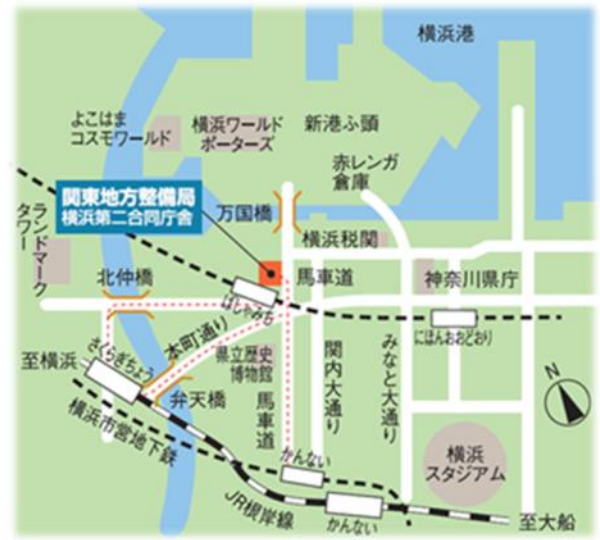 横浜港
よこはま
コスモワールド
横浜ワールド
ポーターズ
新港ふ頭
赤レンガ
倉庫
関東地方整備局
横浜第二合同庁舎
万国橋
ランドマーク
タワー
横浜税関
北仲橋
馬車道
神奈川県庁
ばしゃみち
にほんおおどおり
本町通り
さくらぎちょう
至横浜
県立歴史
博物館
関内大通り
みなと大通り
弁天橋
馬車道
N
横浜市営地下鉄
かんない
横浜
スタジアム
JR根岸線
かんない
至大船